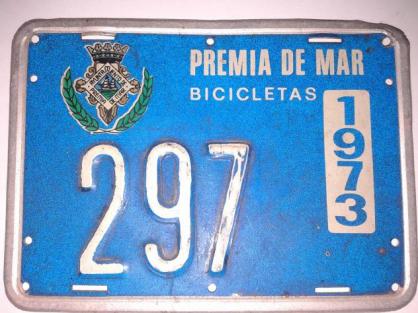 PREMIA DE MAR
BICICLETAS
1973
297